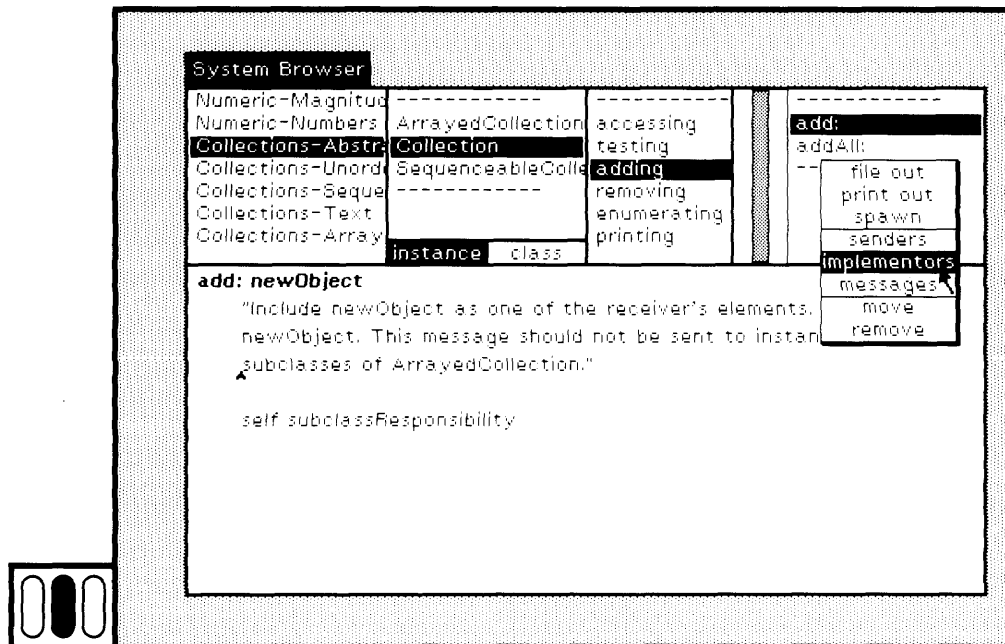 System Browser
Numeric-Magnitud
Numeric-Numbers
Collections-Abstra
Collections-Unord
Collections-Seque
Collections-Text
Collections-Array
------------
ArrayedCollection
Collection
SequenceableColle
------------
instance class
-----------
accessing
testing
adding
removing
enumerating
printing
------------
add:
addAll:
--
file out
print out
spawn
senders
implementors
messages
move
remove
add: newObject
"Include newObject as one of the receiver's elements.
newObject. This message should not be sent to instan
subclasses of ArrayedCollection."
self subclassResponsibility